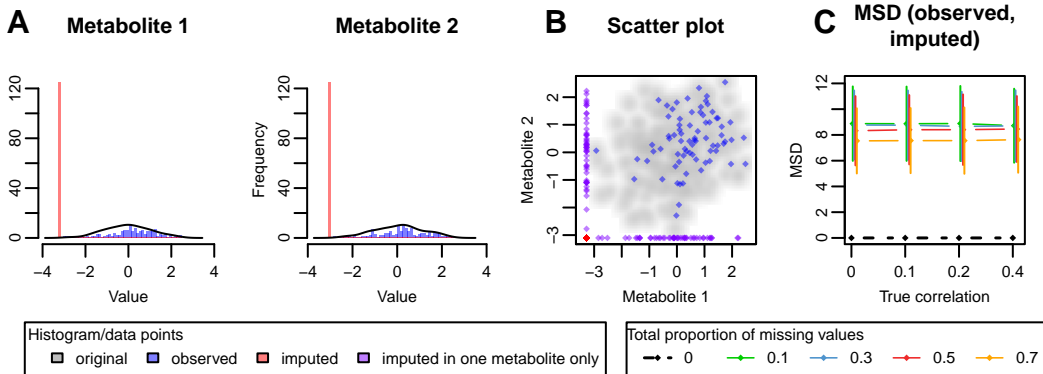 A
Metabolite 1
Metabolite 2
B
Scatter plot
C
MSD (observed,
imputed)
120
80
40
0
−4
−2
0
2
4
Value
Frequency
120
80
40
0
−4
−2
0
2
4
Value
Metabolite 2
2
1
0
−1
−3
−3
−1
0
1
2
Metabolite 1
MSD
12
10
8
6
4
2
0
0
0.1
0.2
0.4
True correlation
Histogram/data points
original
observed
imputed
imputed in one metabolite only
Total proportion of missing values
0
0.1
0.3
0.5
0.7